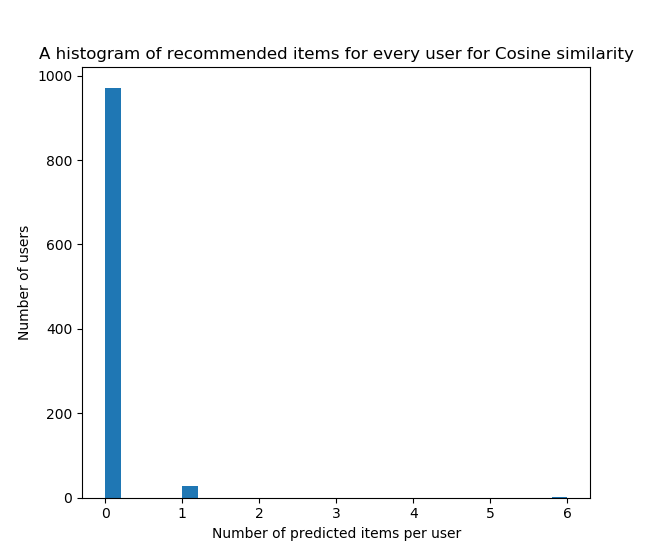 A histogram of recommended items for every user for Cosine similarity
1000
800
600
400
200
0
Number of users
0 1 2 3 4 5 6
Number of predicted items per user